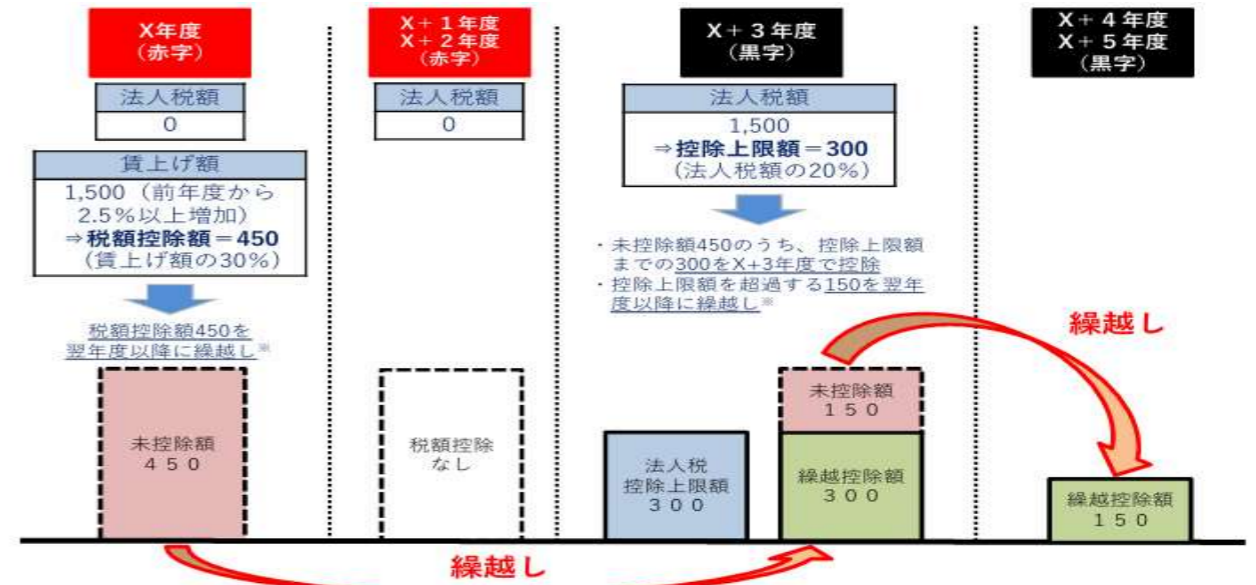 X年度
(赤字)
法人税額
0
賃上げ額
1,500（前年度から
2.5%以上増加）
⇒税額控除額＝450
（賃上げ額の30%）
税額控除額450を
翌年度以降に繰越し※
未控除額
４５０
X＋１年度
X＋２年度
(赤字)
法人税額
0
税額控除
なし
X＋３年度
(黒字)
法人税額
1,500
⇒控除上限額＝300
（法人税額の20%）
・未控除額450のうち、控除上限額
までの300をX+3年度で控除
・控除上限額を超過する150を翌年
度以降に繰越し※
法人税
控除上限額
３００
未控除額
１５０
繰越控除額
３００
X＋４年度
X＋５年度
(黒字)
繰越し
繰越控除額
１５０
繰越し